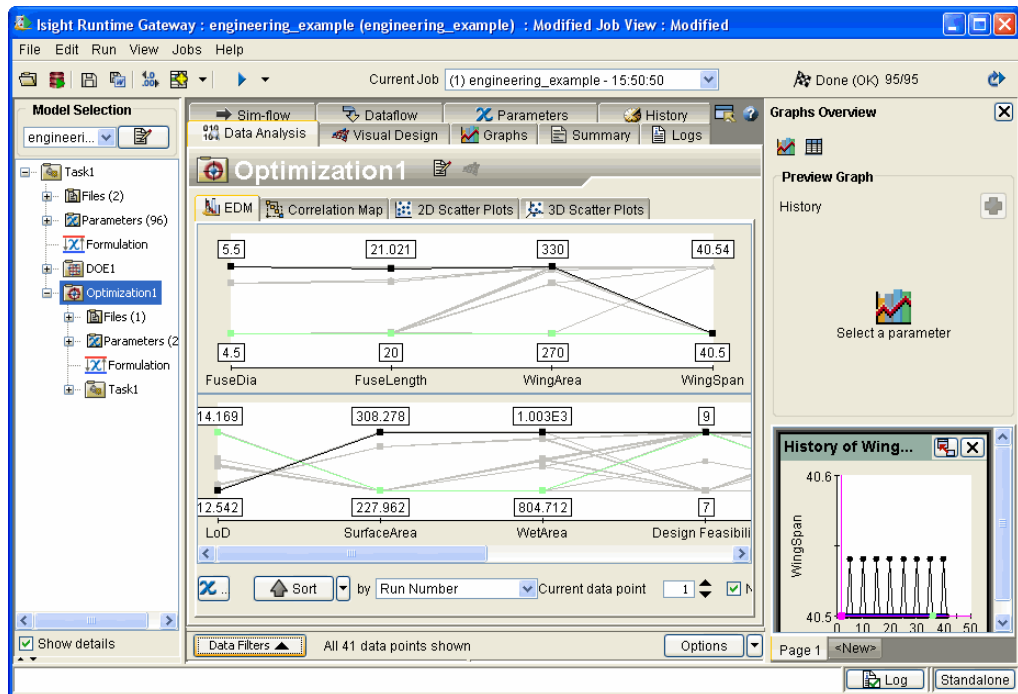 Isight Runtime Gateway : engineering_example (engineering_example) : Modified Job View : Modified
File Edit Run View Jobs Help
Current Job (1) engineering_example - 15:50:50 Done (OK) 95/95
Model Selection
engineeri...
Task1
Files (2)
Parameters (96)
Formulation
DOE1
Optimization1
Files (1)
Parameters (2
Formulation
Task1
Show details
Sim-flow Dataflow Parameters History
Data Analysis Visual Design Graphs Summary Logs
Optimization1
EDM Correlation Map 2D Scatter Plots 3D Scatter Plots
5.5 21.021 330 40.54
4.5 20 270 40.5
FuseDia FuseLength WingArea WingSpan
14.169 308.278 1.003E3 9
12.542 227.962 804.712 7
LoD SurfaceArea WetArea Design Feasibili
.. Sort by Run Number Current data point 1 N
Data Filters All 41 data points shown Options
Graphs Overview
Preview Graph
History
Select a parameter
History of Wing...
40.6
WingSpan
40.5
0 10 20 30 40 50
Page 1 <New>
Log Standalone